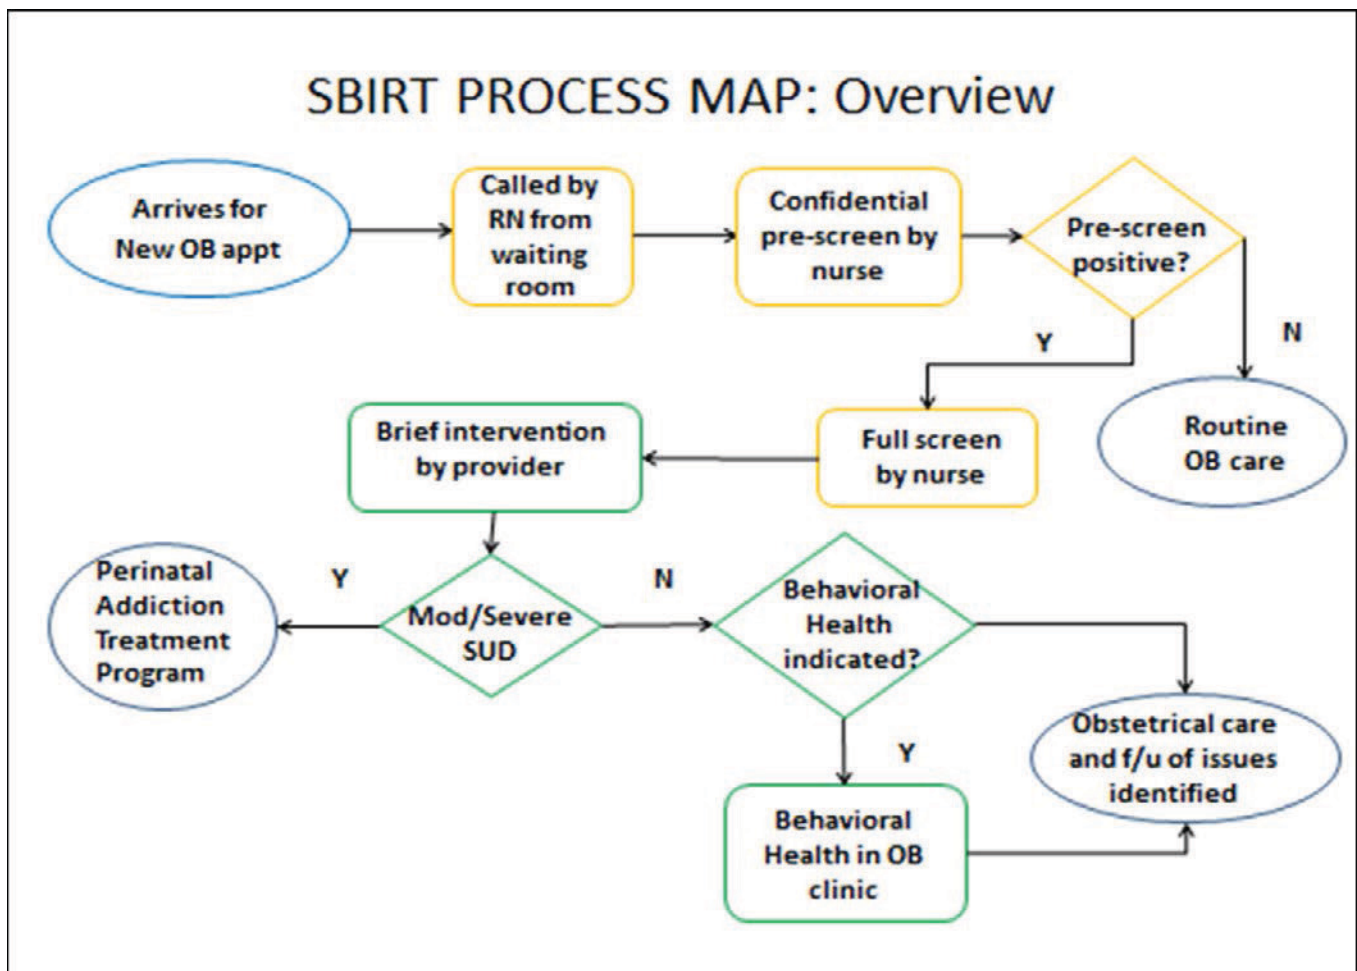 SBIRT PROCESS MAP: Overview
Arrives for
New OB appt
Called by
RN from
waiting
room
Confidential
pre-screen by
nurse
Pre-screen
positive?
Y
N
Routine
OB care
Full screen
by nurse
Brief intervention
by provider
Mod/Severe
SUD
Y
N
Perinatal
Addiction
Treatment
Program
Behavioral
Health
indicated?
Y
Behavioral
Health in OB
clinic
Obstetrical care
and f/u of issues
identified